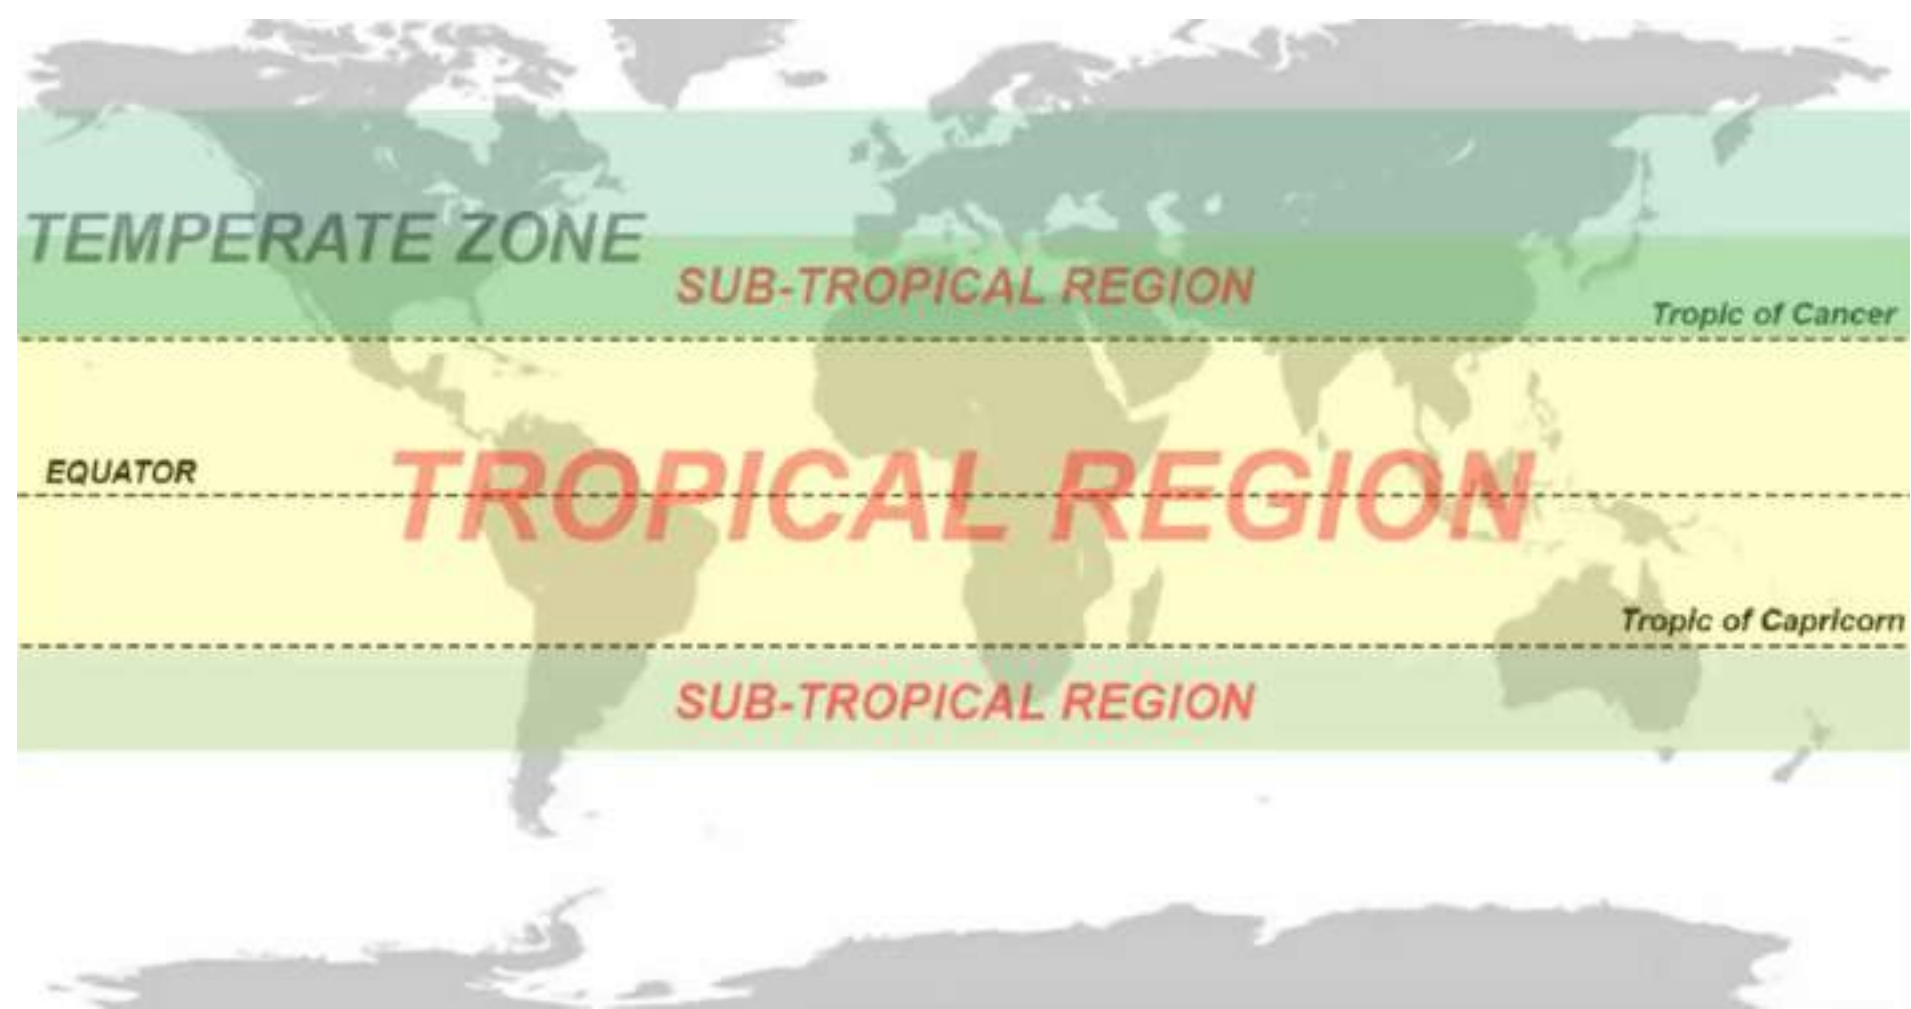 TEMPERATE ZONE
SUB-TROPICAL REGION
Tropic of Cancer
EQUATOR
TROPICAL REGION
Tropic of Capricorn
SUB-TROPICAL REGION